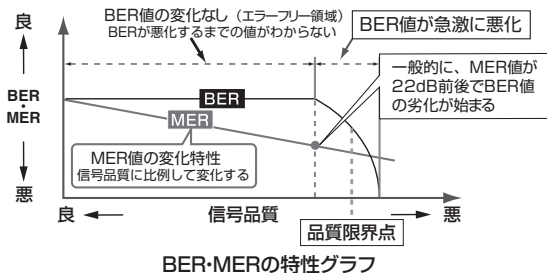 良
BER値の変化なし（エラーフリー領域）
BERが悪化するまでの値がわからない
BER値が急激に悪化
一般的に、MER値が
22dB前後でBER値
の劣化が始まる
BER
・
MER
BER
MER
MER値の変化特性
信号品質に比例して変化する
悪
良
信号品質
悪
品質限界点
BER・MERの特性グラフ